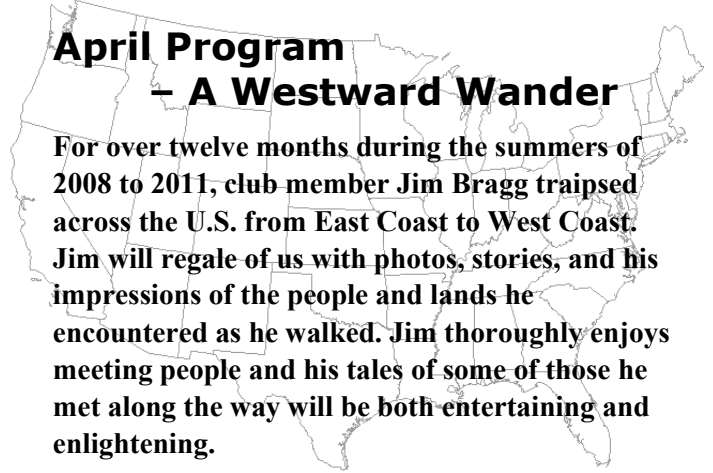 April Program
– A Westward Wander
For over twelve months during the summers of
2008 to 2011, club member Jim Bragg traipsed
across the U.S. from East Coast to West Coast.
Jim will regale of us with photos, stories, and his
impressions of the people and lands he
encountered as he walked. Jim thoroughly enjoys
meeting people and his tales of some of those he
met along the way will be both entertaining and
enlightening.